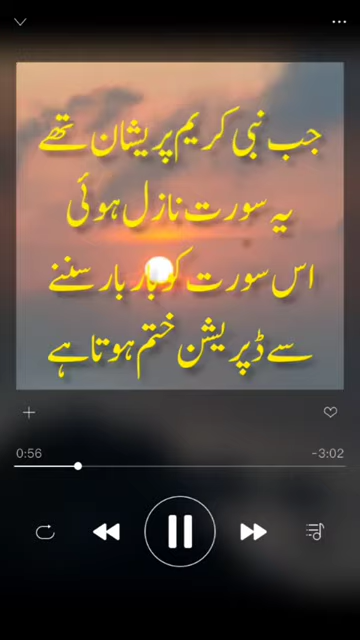 جب نبی کریم پریشان تھے
یہ سورت نازل ہوئی
اس سورت کو بار بار سننے
سے ڈپریشن ختم ہوتا ہے
0:56
-3:02